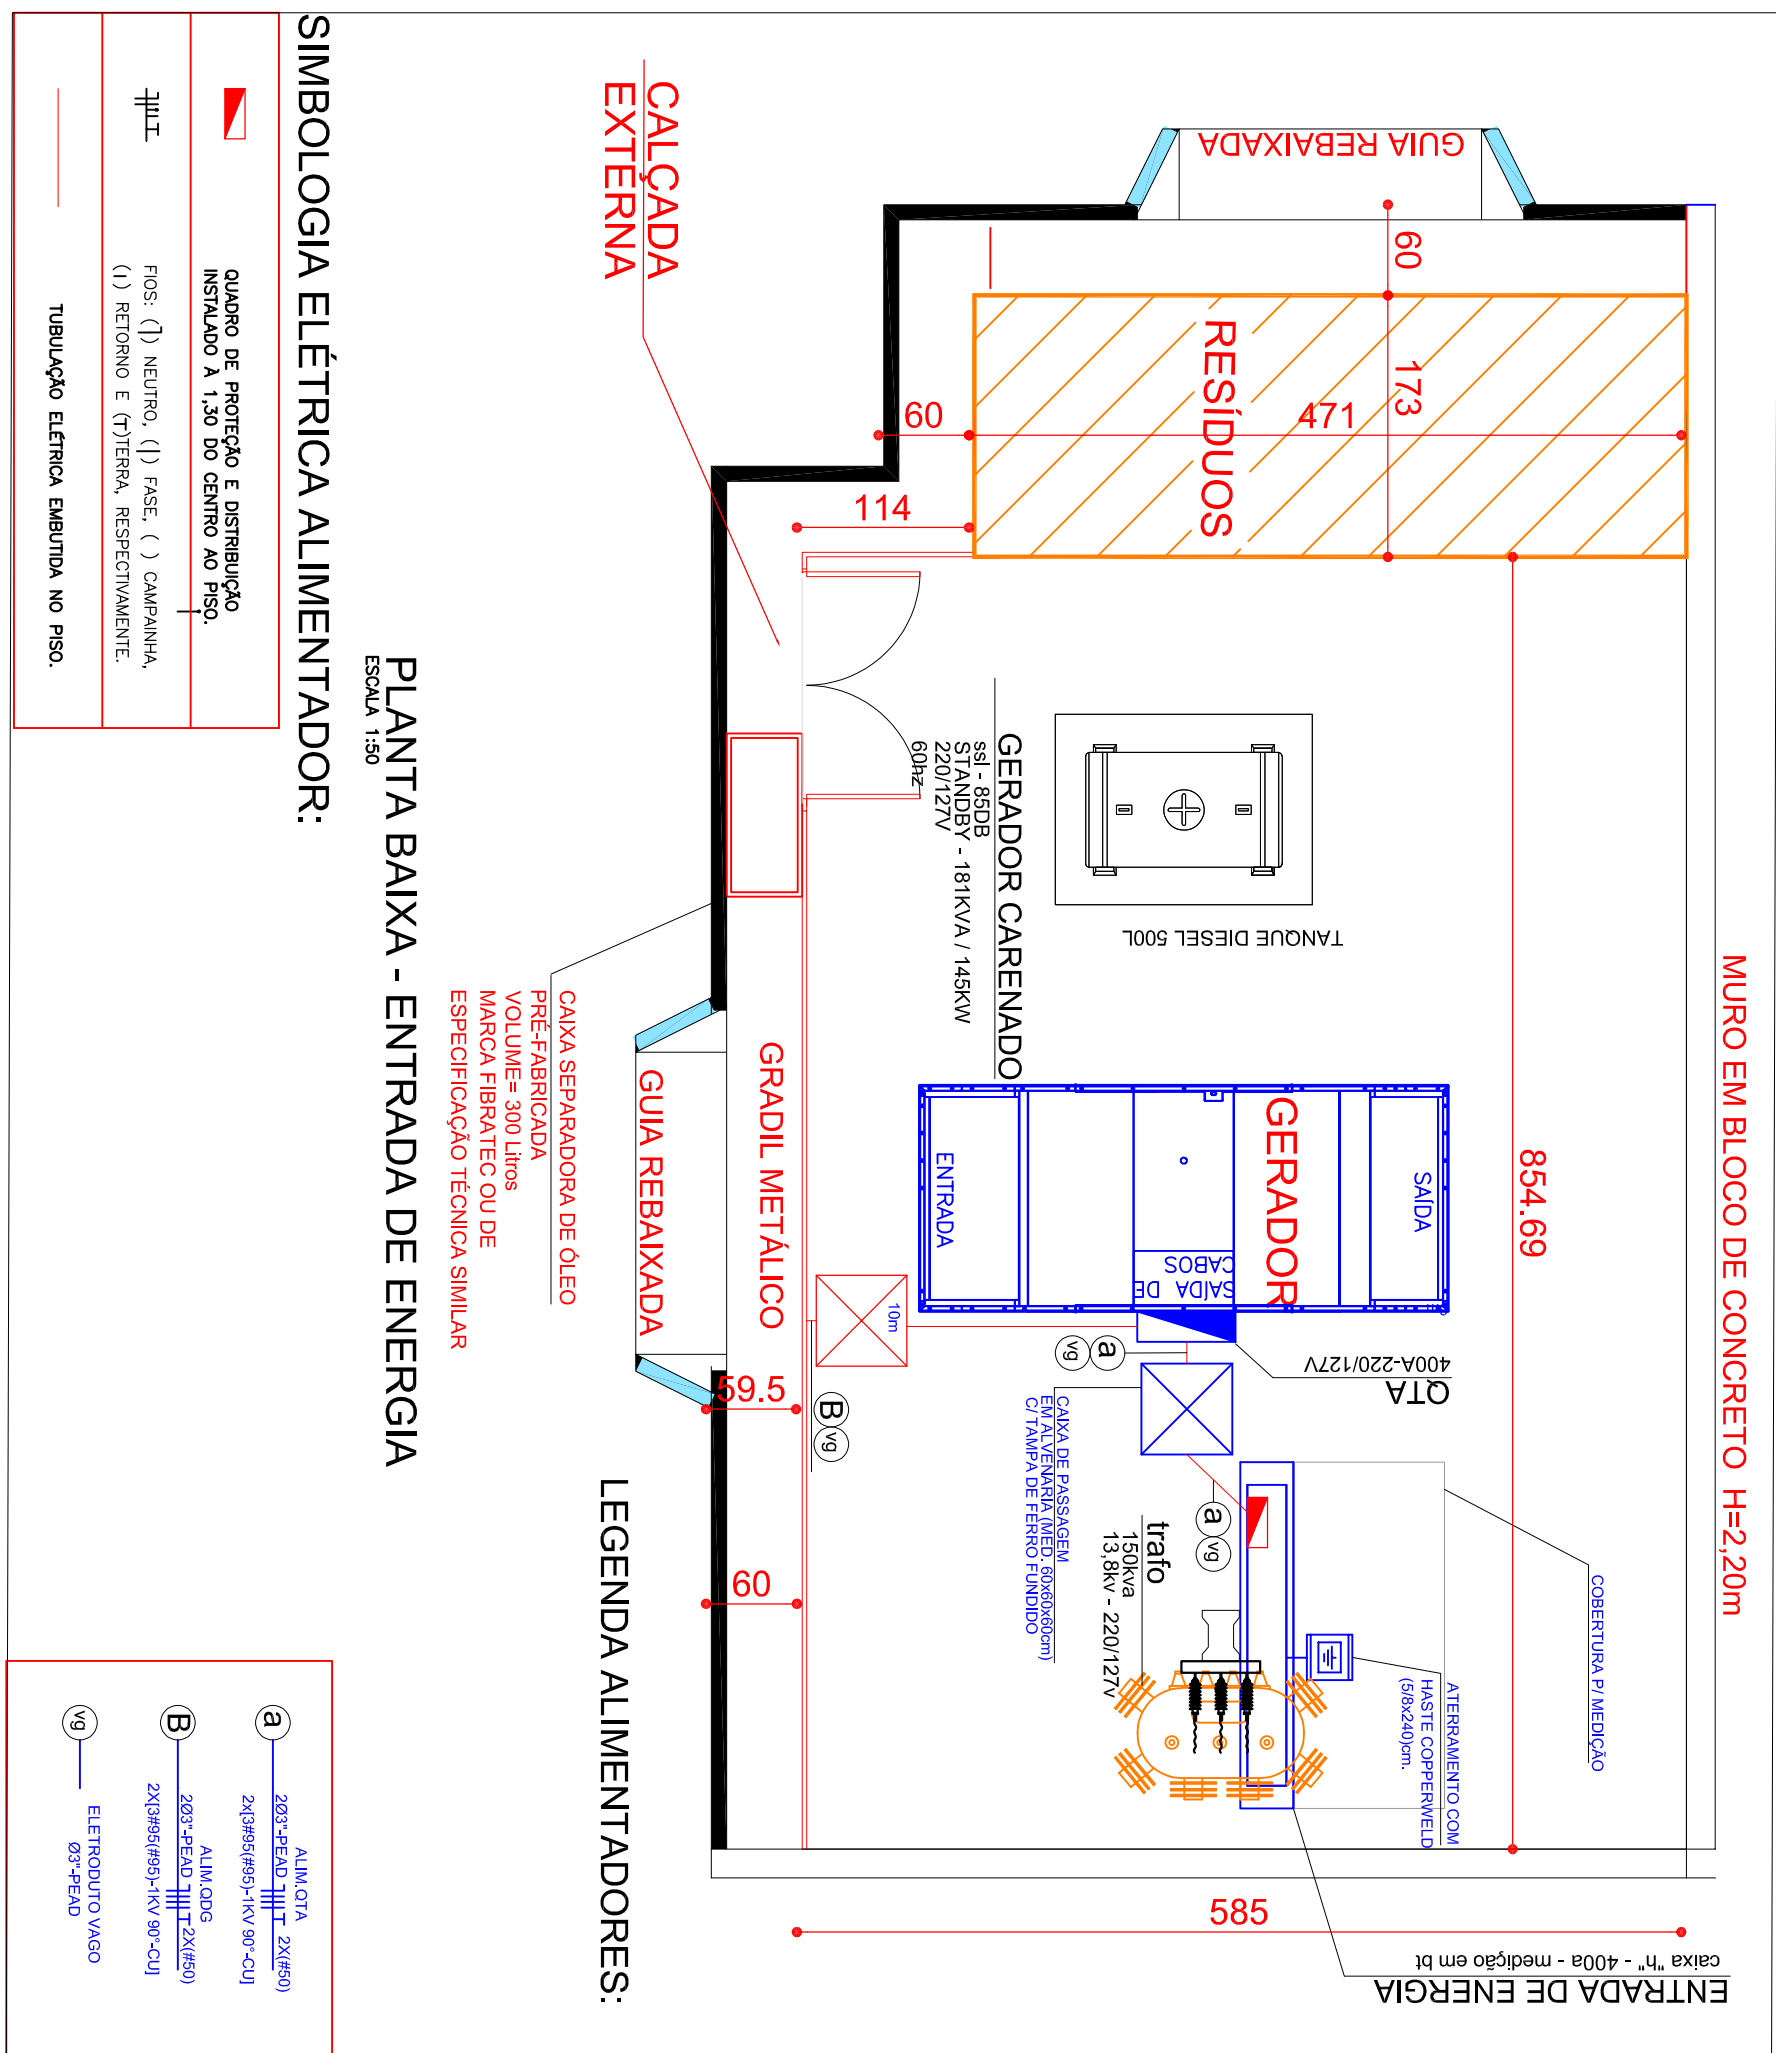 SIMBOLOGIA ELÉTRICA ALIMENTADOR:
QUADRO DE PROTEÇÃO E DISTRIBUIÇÃO
INSTALADO À 1,30 DO CENTRO AO PISO.
FIOS: (˥) NEUTRO, (|) FASE, ( ) CAMPAINHA,
(ı) RETORNO E (T)TERRA, RESPECTIVAMENTE.
TUBULAÇÃO ELÉTRICA EMBUTIDA NO PISO.
PLANTA BAIXA - ENTRADA DE ENERGIA
ESCALA 1:50
CALÇADA
EXTERNA
GUIA REBAIXADA
60
173
RESÍDUOS
471
60
114
GERADOR CARENADO
ssl - 85DB
STANDBY - 181KVA / 145KW
220/127V
60hz
TANQUE DIESEL 500L
MURO EM BLOCO DE CONCRETO H=2,20m
854.69
CAIXA SEPARADORA DE ÓLEO
PRÉ-FABRICADA
VOLUME= 300 Litros
MARCA FIBRATEC OU DE
ESPECIFICAÇÃO TÉCNICA SIMILAR
GUIA REBAIXADA
GRADIL METÁLICO
ENTRADA
GERADOR
SAÍDA
SAÍDA DE
CABOS
10m
a
vg
QTA
400A-220/127V
59.5
B
vg
CAIXA DE PASSAGEM
EM ALVENARIA (MED. 60x60x60cm)
C/ TAMPA DE FERRO FUNDIDO
a
vg
trafo
150kva
13,8kv - 220/127v
60
COBERTURA P/ MEDIÇÃO
ATERRAMENTO COM
HASTE COPPERWELD
(5/8x240)cm.
585
ENTRADA DE ENERGIA
caixa "h" - 400a - medição em bt
LEGENDA ALIMENTADORES:
a
ALIM.QTA
2Ø3"-PEAD 2X(#50)
2x[3#95(#95)-1KV 90°-CU]
B
ALIM.QDG
2Ø3"-PEAD 2X(#50)
2X[3#95(#95)-1KV 90°-CU]
vg
ELETRODUTO VAGO
Ø3"-PEAD